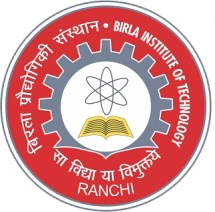 बिरला प्रौद्योगिकी संस्थान • BIRLA INSTITUTE OF TECHNOLOGY
सा विद्या या विमुक्तये
RANCHI